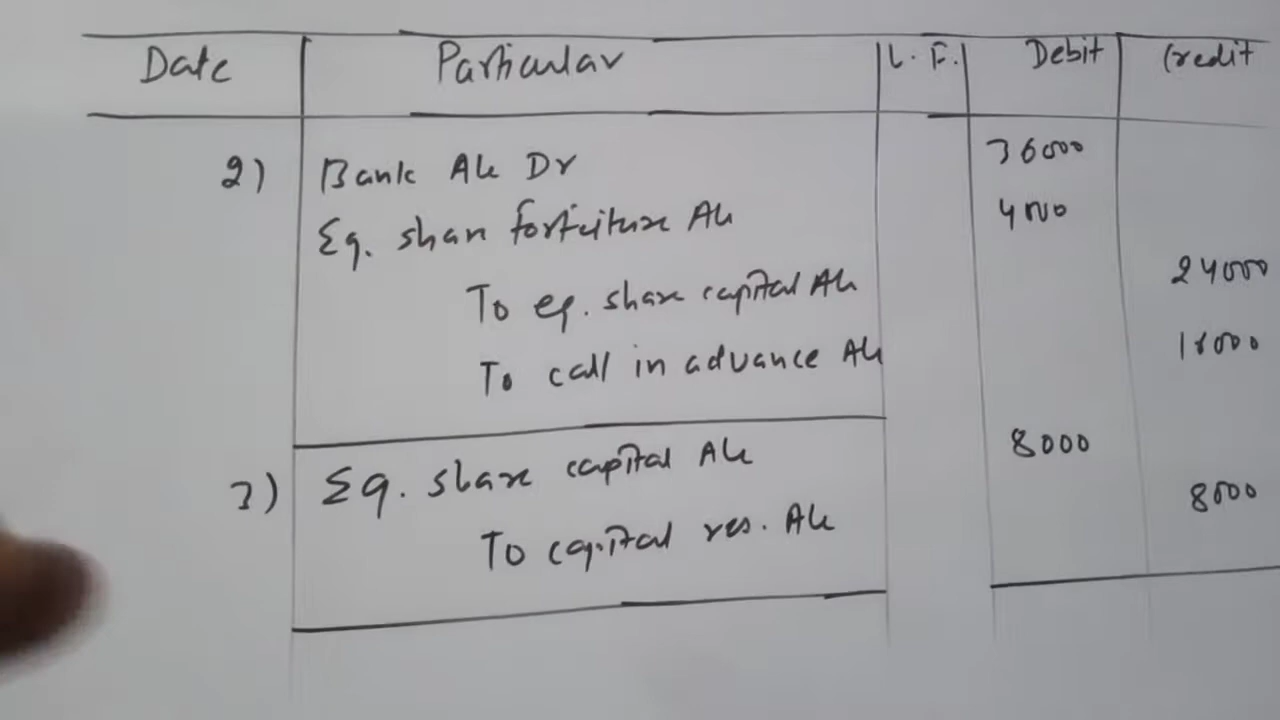 Date Particular L. F. Debit Credit
2) Bank A/c Dr 36000
Eq. share forfeiture A/c 4000
To eq. share capital A/c 24000
To call in advance A/c 16000
3) Eq. share capital A/c 8000
To capital res. A/c 8000